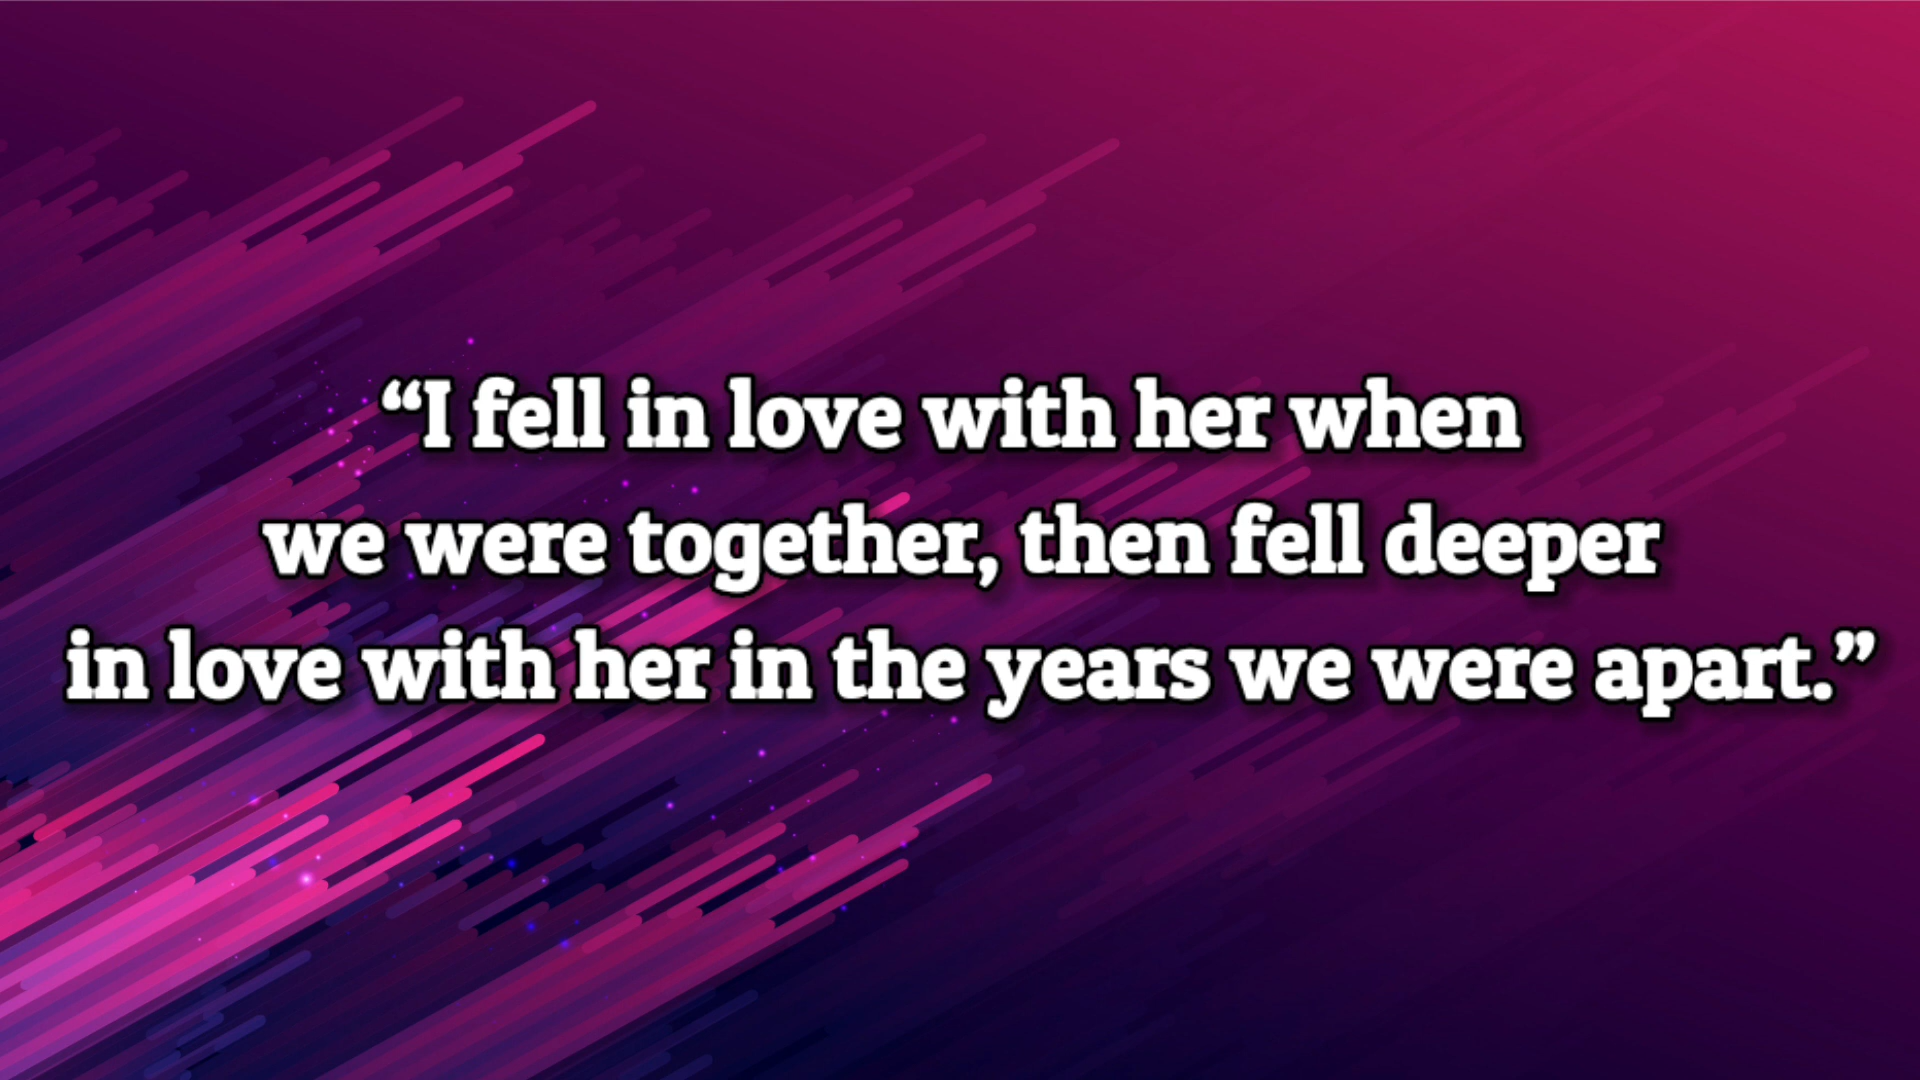 “I fell in love with her when
we were together, then fell deeper
in love with her in the years we were apart.”